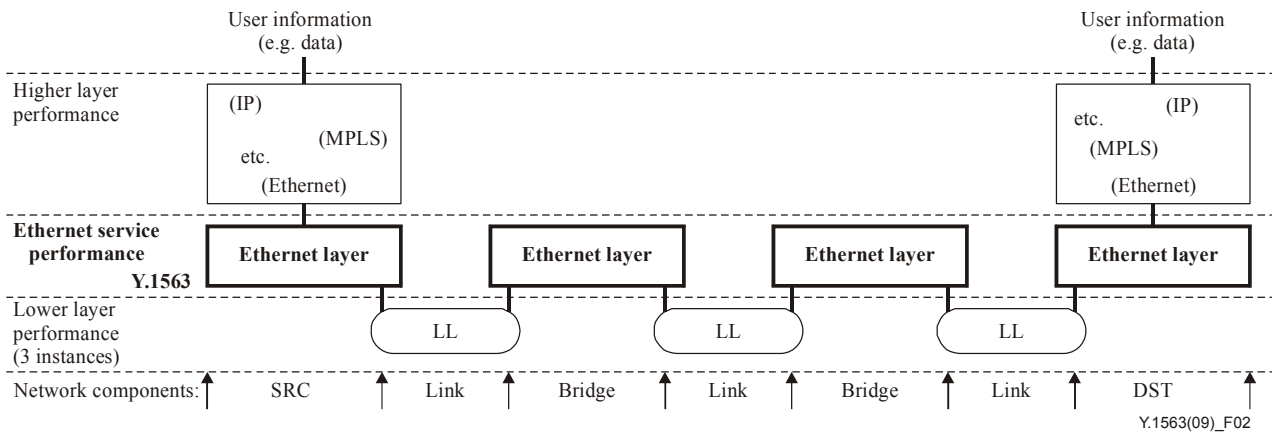 User information
(e.g. data)
User information
(e.g. data)
Higher layer
performance
(IP)
(MPLS)
etc.
(Ethernet)
(IP)
etc.
(MPLS)
(Ethernet)
Ethernet service
performance
Y.1563
Ethernet layer
Ethernet layer
Ethernet layer
Ethernet layer
Lower layer
performance
(3 instances)
LL
LL
LL
Network components:
SRC
Link
Bridge
Link
Bridge
Link
DST
Y.1563(09)_F02